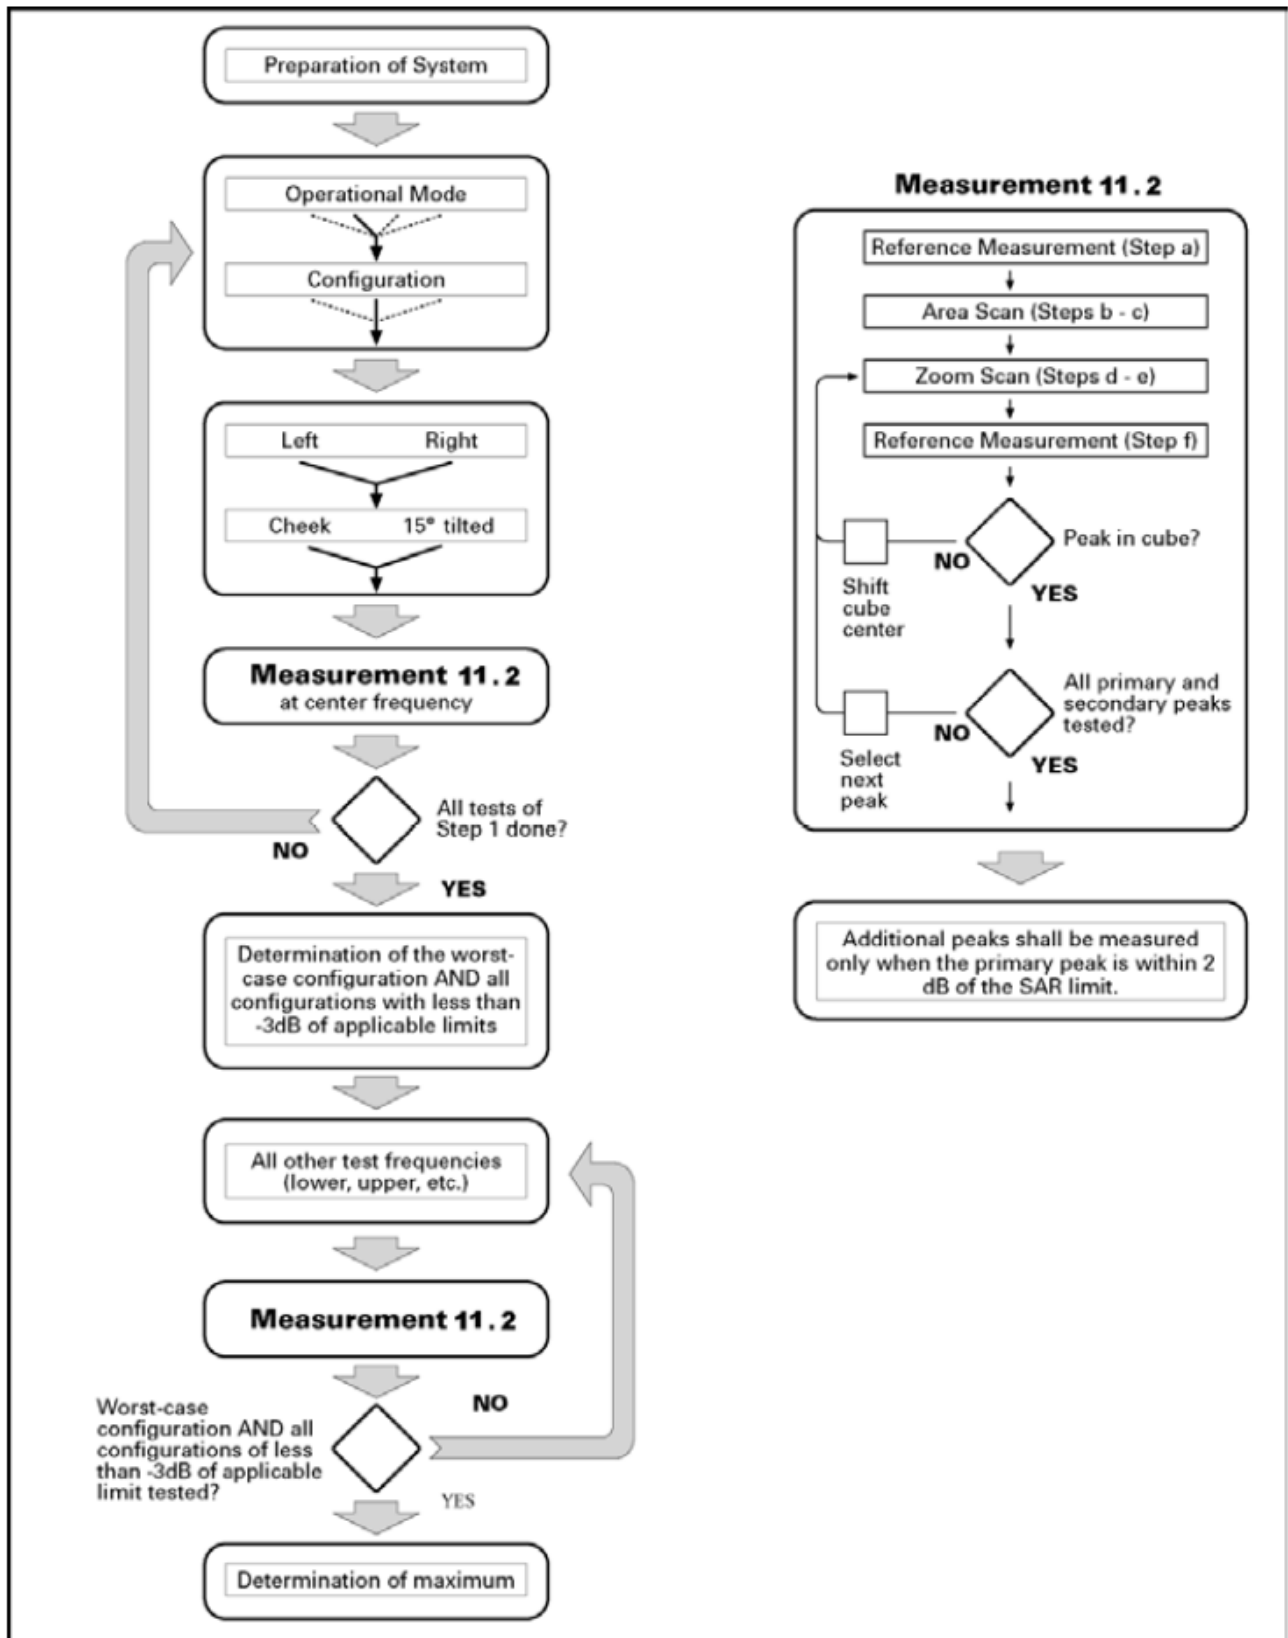 Preparation of System
Operational Mode
Configuration
Left Right
Cheek 15° tilted
Measurement 11.2
at center frequency
All tests of
Step 1 done?
NO
YES
Determination of the worst-
case configuration AND all
configurations with less than
-3dB of applicable limits
All other test frequencies
(lower, upper, etc.)
Measurement 11.2
NO
Worst-case
configuration AND all
configurations of less
than -3dB of applicable
limit tested?
YES
Determination of maximum
Measurement 11.2
Reference Measurement (Step a)
Area Scan (Steps b - c)
Zoom Scan (Steps d - e)
Reference Measurement (Step f)
Peak in cube?
NO
Shift
cube
center
YES
All primary and
secondary peaks
tested?
NO
Select
next
peak
YES
Additional peaks shall be measured
only when the primary peak is within 2
dB of the SAR limit.